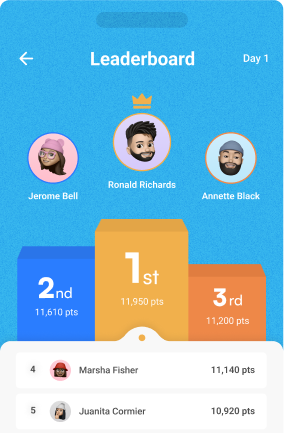 Leaderboard
Day 1
Ronald Richards
Jerome Bell
Annette Black
1st
11,950 pts
2nd
11,610 pts
3rd
11,200 pts
4 Marsha Fisher 11,140 pts
5 Juanita Cormier 10,920 pts